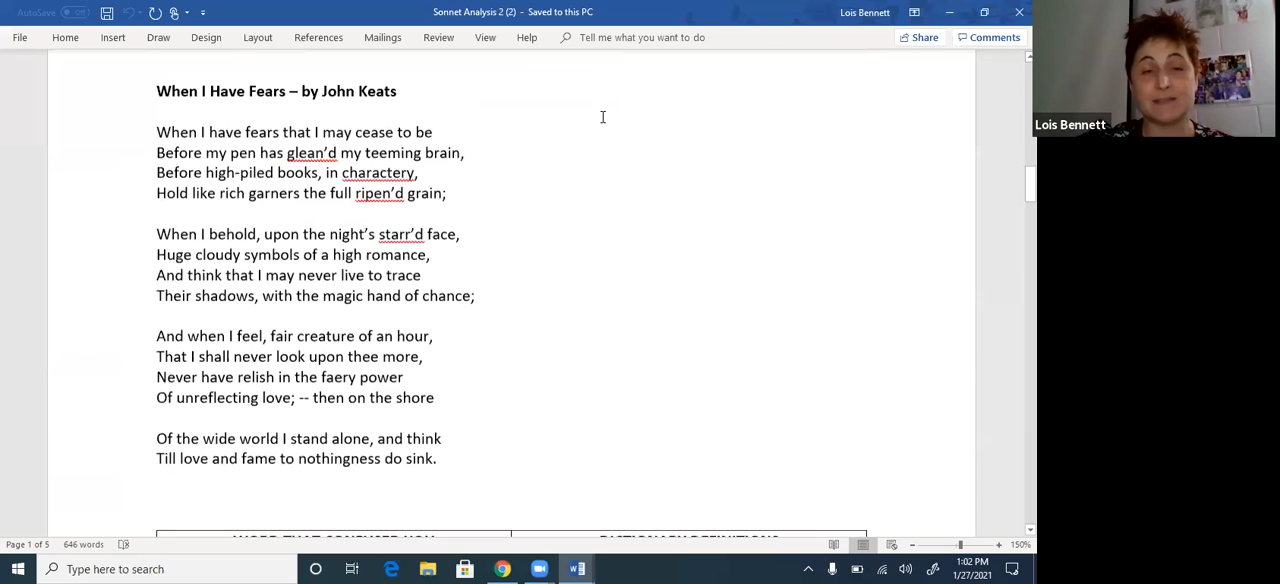 AutoSave Off Sonnet Analysis 2 (2) - Saved to this PC Lois Bennett
File Home Insert Draw Design Layout References Mailings Review View Help Tell me what you want to do Share Comments
When I Have Fears – by John Keats
When I have fears that I may cease to be
Before my pen has glean'd my teeming brain,
Before high-piled books, in charactery,
Hold like rich garners the full ripen'd grain;
When I behold, upon the night's starr'd face,
Huge cloudy symbols of a high romance,
And think that I may never live to trace
Their shadows, with the magic hand of chance;
And when I feel, fair creature of an hour,
That I shall never look upon thee more,
Never have relish in the faery power
Of unreflecting love; -- then on the shore
Of the wide world I stand alone, and think
Till love and fame to nothingness do sink.
WORD THAT CONFUSED YOU DICTIONARY DEFINITIONS
Lois Bennett
Page 1 of 5 646 words 150%
Type here to search
1:02 PM
1/27/2021